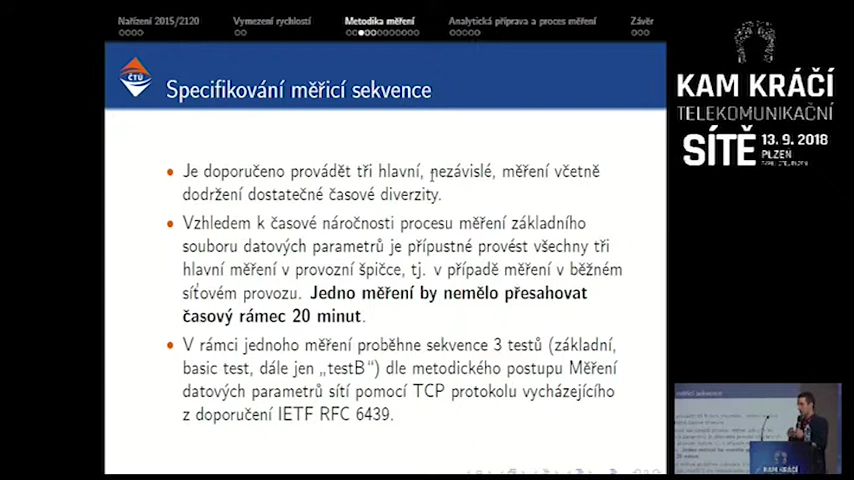 Nařízení 2015/2120
Vymezení rychlostí
Metodika měření
Analytická příprava a proces měření
Závěr
ČTÚ
Specifikování měřicí sekvence
Je doporučeno provádět tři hlavní, nezávislé, měření včetně
dodržení dostatečné časové diverzity.
Vzhledem k časové náročnosti procesu měření základního
souboru datových parametrů je přípustné provést všechny tři
hlavní měření v provozní špičce, tj. v případě měření v běžném
síťovém provozu. Jedno měření by nemělo přesahovat
časový rámec 20 minut.
V rámci jednoho měření proběhne sekvence 3 testů (základní,
basic test, dále jen „testB“) dle metodického postupu Měření
datových parametrů sítí pomocí TCP protokolu vycházejícího
z doporučení IETF RFC 6439.
KAM KRÁČÍ
TELEKOMUNIKAČNÍ
SÍTĚ
13. 9. 2018
PLZEN
KAM KRÁČÍ